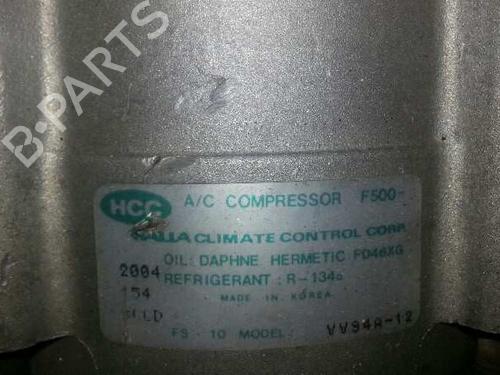 B-PARTS
HCC A/C COMPRESSOR F500-
CLIMATE CONTROL CORP.
OIL: DAPHNE HERMETIC FD46XG
2004 REFRIGERANT : R-134a
154 MADE IN KOREA
FS - 10 MODEL: VV94A-12